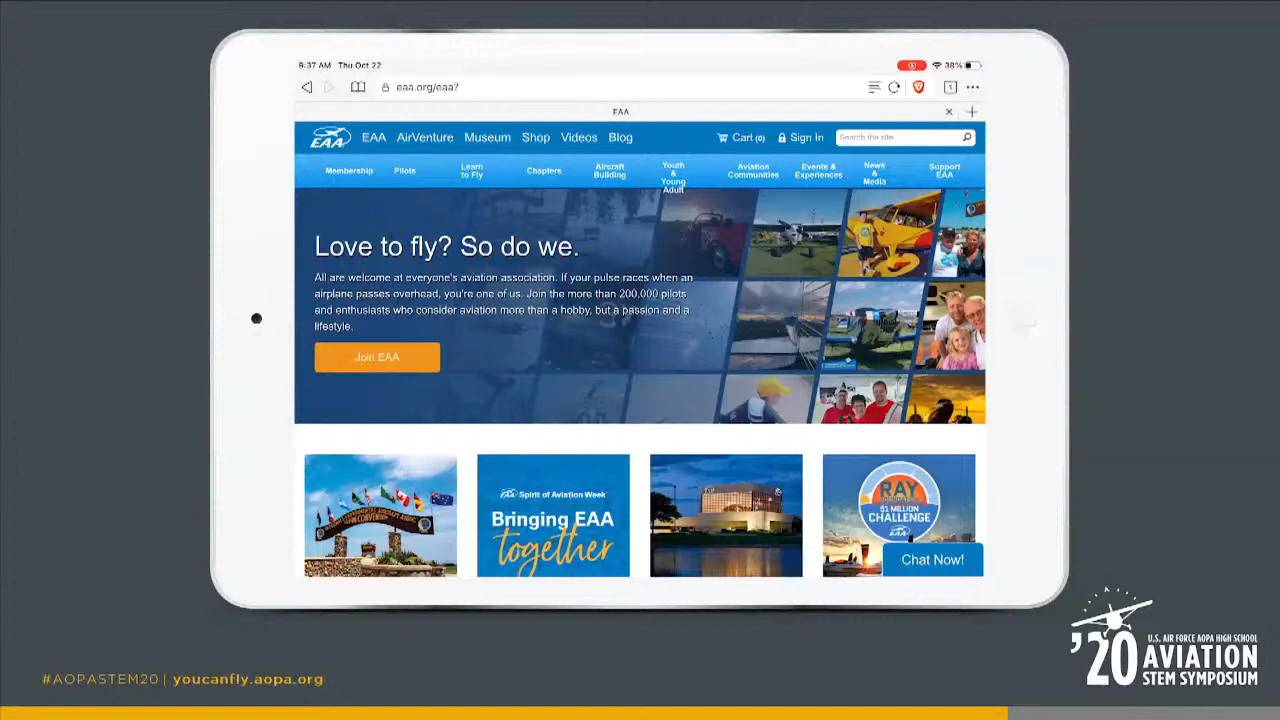 9:37 AM Thu Oct 22
38%
eaa.org/eaa?
1
EAA
EAA
EAA AirVenture Museum Shop Videos Blog
Cart (0) Sign In Search the site
Membership
Pilots
Learn
to Fly
Chapters
Aircraft
Building
Youth
&
Young
Adult
Aviation
Communities
Events &
Experiences
News
&
Media
Support
EAA
Love to fly? So do we.
All are welcome at everyone's aviation association. If your pulse races when an
airplane passes overhead, you're one of us. Join the more than 200,000 pilots
and enthusiasts who consider aviation more than a hobby, but a passion and a
lifestyle.
Join EAA
EAA Spirit of Aviation Week
Bringing EAA
together
RAY
FOUNDATION
$1 MILLION
CHALLENGE
EAA
Chat Now!
#AOPASTEM20 | youcanfly.aopa.org
'20
U.S. AIR FORCE AOPA HIGH SCHOOL
AVIATION
STEM SYMPOSIUM